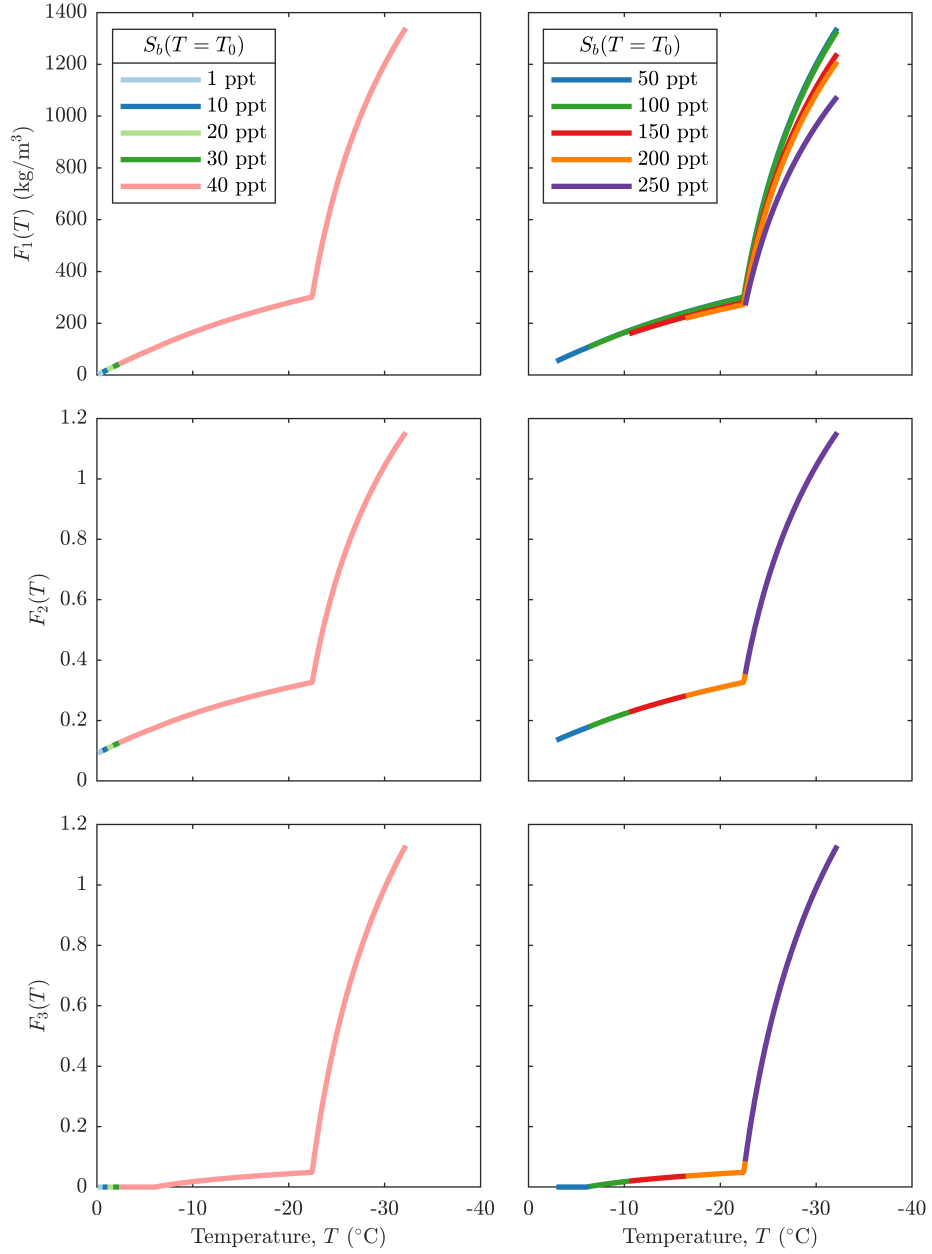 1400
1200
1000
800
600
400
200
0
F₁(T) (kg/m³)
S_b(T = T₀)
1 ppt
10 ppt
20 ppt
30 ppt
40 ppt
S_b(T = T₀)
50 ppt
100 ppt
150 ppt
200 ppt
250 ppt
1.2
1
0.8
0.6
0.4
0.2
0
F₂(T)
1.2
1
0.8
0.6
0.4
0.2
0
F₃(T)
0 -10 -20 -30 -40
0 -10 -20 -30 -40
Temperature, T (°C)
Temperature, T (°C)